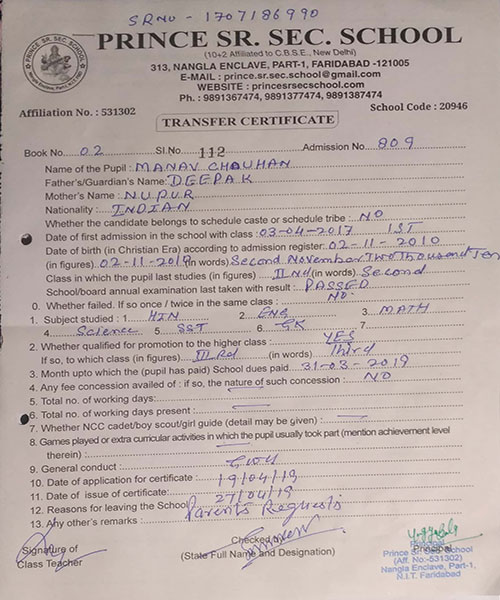 SRNO - 1707186990
PRINCE SR. SEC. SCHOOL
(10+2 Affiliated to C.B.S.E., New Delhi)
313, NANGLA ENCLAVE, PART-1, FARIDABAD -121005
E-MAIL : prince.sr.sec.school@gmail.com
WEBSITE : princesrsecschool.com
Ph. : 9891367474, 9891377474, 9891387474
Affiliation No. : 531302 School Code : 20946
TRANSFER CERTIFICATE
Book No. 02 Sl.No. 112 Admission No. 809
Name of the Pupil : MANAV CHAUHAN
Father's/Guardian's Name: DEEPAK
Mother's Name : NUPUR
Nationality : INDIAN
Whether the candidate belongs to schedule caste or schedule tribe : NO
Date of first admission in the school with class : 03-04-2017 IST
Date of birth (in Christian Era) according to admission register : 02-11-2010
(in figures). 02-11-2010 (in words) Second November Two Thousand Ten
Class in which the pupil last studies (in figures) IInd (in words). Second
School/board annual examination last taken with result : PASSED
0. Whether failed. If so once / twice in the same class : NO
1. Subject studied : 1. HIN 2. ENG 3. MATH
4. Science 5. SST 6. GK 7.
2. Whether qualified for promotion to the higher class : YES
If so, to which class (in figures). IIIRd (in words) Third
3. Month upto which the (pupil has paid) School dues paid. 31-03-2019
4. Any fee concession availed of : if so, the nature of such concession : NO
5. Total no. of working days:
6. Total no. of working days present :
7. Whether NCC cadet/boy scout/girl guide (detail may be given) :
8. Games played or extra curricular activities in which the pupil usually took part (mention achievement level
therein) :
9. General conduct :
10. Date of application for certificate : 19/04/19
11. Date of issue of certificate: 27/04/19
12. Reasons for leaving the School Parents Requests
13. Any other's remarks :
Signature of Checked by Principal
Class Teacher (State Full Name and Designation)
Principal
Prince Sr. Sec. School
(Aff. No:-531302)
Nangla Enclave, Part-1,
N.I.T. Faridabad